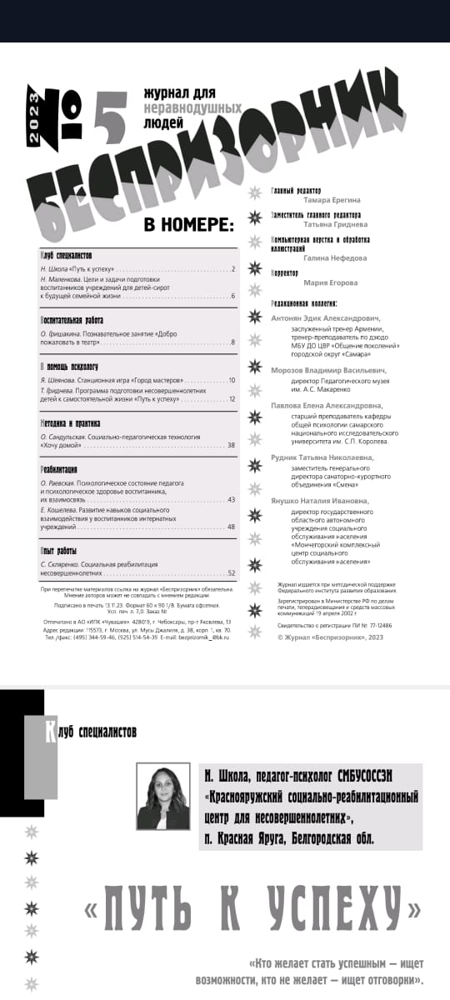 2023
№ 5
журнал для
неравнодушных
людей
БЕСПРИЗОРНИК
В НОМЕРЕ:
Клуб специалистов
Н. Школа «Путь к успеху» . . . . . . . . . . . . . . . . . . . . . . . . . . . . . . 2
Н. Маленкова. Цели и задачи подготовки
воспитанников учреждений для детей-сирот
к будущей семейной жизни . . . . . . . . . . . . . . . . . . . . . . . . . . . . 6
Воспитательная работа
О. Гришакина. Познавательное занятие «Добро
пожаловать в театр». . . . . . . . . . . . . . . . . . . . . . . . . . . . . . . . . . 8
В помощь психологу
Я. Шеянова. Станционная игра «Город мастеров» . . . . . . . . . . . 10
Т. Гриднева. Программа подготовки несовершеннолетних
детей к самостоятельной жизни «Путь к успеху» . . . . . . . . . . . . 12
Методика и практика
О. Сандульская. Социально-педагогическая технология
«Хочу домой» . . . . . . . . . . . . . . . . . . . . . . . . . . . . . . . . . . . . . . 38
Реабилитация
О. Раевская. Психологическое состояние педагога
и психологическое здоровье воспитанника,
их взаимосвязь . . . . . . . . . . . . . . . . . . . . . . . . . . . . . . . . . . . . . 43
Е. Кошелева. Развитие навыков социального
взаимодействия у воспитанников интернатных
учреждений . . . . . . . . . . . . . . . . . . . . . . . . . . . . . . . . . . . . . . . 48
Опыт работы
С. Скляренко. Социальная реабилитация
несовершеннолетних . . . . . . . . . . . . . . . . . . . . . . . . . . . . . . . . 52
При перепечатке материалов ссылка на журнал «Беспризорник» обязательна.
Мнение авторов может не совпадать с мнением редакции.
Подписано в печать 13.11.23. Формат 60 х 90 1/8. Бумага офсетная.
Усл. печ. л. 7,0. Заказ №
Отпечатано в АО «ИПК «Чувашия» 428019, г. Чебоксары, пр-т Яковлева, 13
Адрес редакции: 115573, г. Москва, ул. Мусы Джалиля, д. 38, корп. 1, кв. 70.
Тел./факс: (495) 344-59-46, (925) 514-54-39. E-mail: bezprizornik_@bk.ru
Главный редактор
Тамара Ерегина
Заместитель главного редактора
Татьяна Гриднева
Компьютерная верстка и обработка
иллюстраций
Галина Нефедова
Корректор
Мария Егорова
Редакционная коллегия:
Антонян Эдик Александрович,
заслуженный тренер Армении,
тренер-преподаватель по дзюдо
МБУ ДО ЦВР «Общение поколений»
городской округ «Самара»
Морозов Владимир Васильевич,
директор Педагогического музея
им. А.С. Макаренко
Павлова Елена Александровна,
старший преподаватель кафедры
общей психологии самарского
национального исследовательского
университета им. С.П. Королева.
Рудник Татьяна Николаевна,
заместитель генерального
директора санаторно-курортного
объединения «Смена»
Янушко Наталия Ивановна,
директор государственного
областного автономного
учреждения социального
обслуживания населения
«Мончегорский комплексный
центр социального
обслуживания населения»
Журнал издается при методической поддержке
Федерального института развития образования
Зарегистрирован в Министерстве РФ по делам
печати, телерадиовещания и средств массовых
коммуникаций 19 апреля 2002 г.
Свидетельство о регистрации ПИ №: 77-12486
© Журнал «Беспризорник», 2023
Клуб специалистов
Н. Школа, педагог-психолог СМБУСОССЗН
«Краснояружский социально-реабилитационный
центр для несовершеннолетних»,
п. Красная Яруга, Белгородская обл.
«ПУТЬ К УСПЕХУ»
«Кто желает стать успешным — ищет
возможности, кто не желает — ищет отговорки».